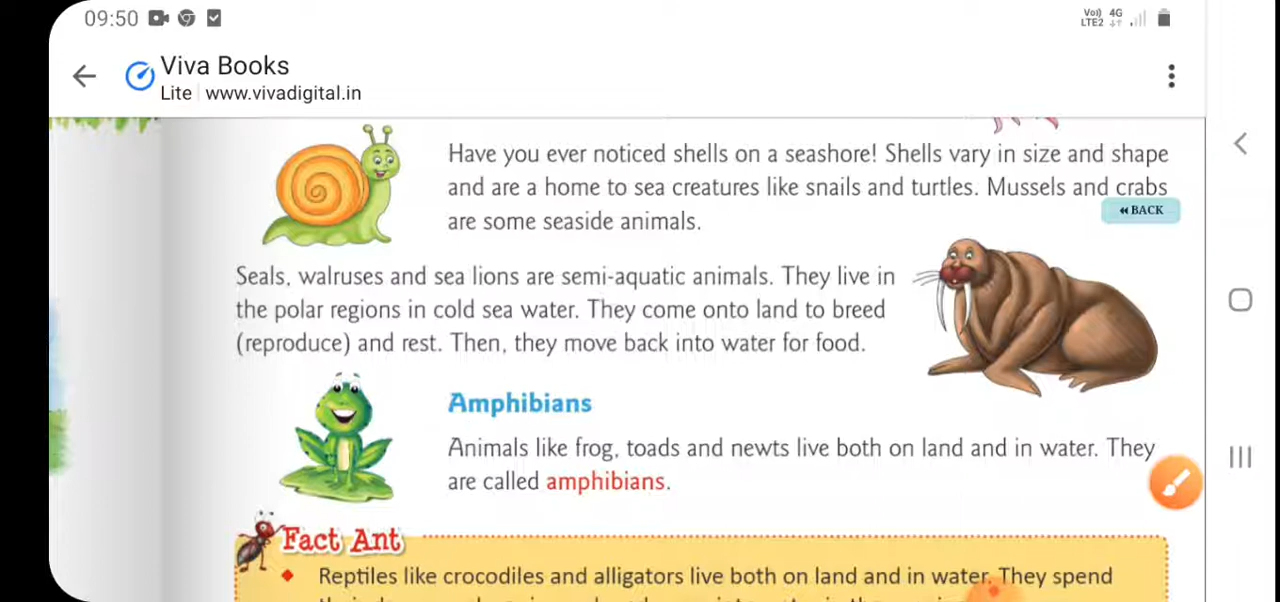 09:50
Vo) 4G
LTE2
Viva Books
Lite www.vivadigital.in
Have you ever noticed shells on a seashore! Shells vary in size and shape
and are a home to sea creatures like snails and turtles. Mussels and crabs
BACK
are some seaside animals.
Seals, walruses and sea lions are semi-aquatic animals. They live in
the polar regions in cold sea water. They come onto land to breed
(reproduce) and rest. Then, they move back into water for food.
Amphibians
Animals like frog, toads and newts live both on land and in water. They
are called amphibians.
Fact Ant
Reptiles like crocodiles and alligators live both on land and in water. They spend